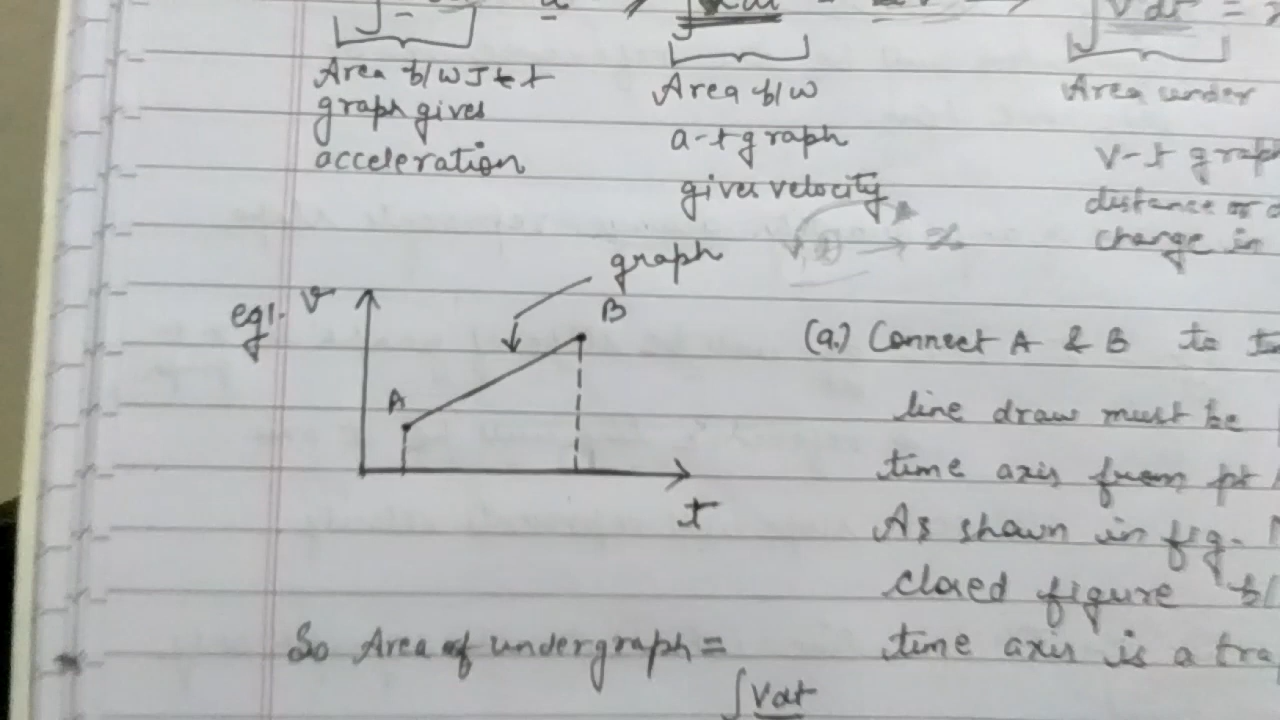 Area b/w J & t
graph gives
acceleration
Area b/w
a-t graph
gives velocity
Area under
v-t graph
distance or
change in
x
graph
eg1. v
B
A
t
(a.) Connect A & B to
line draw must be
time axis from pt
As shown in fig.
closed figure b/
time axis is a tra
So Area of undergraph =
∫vdt